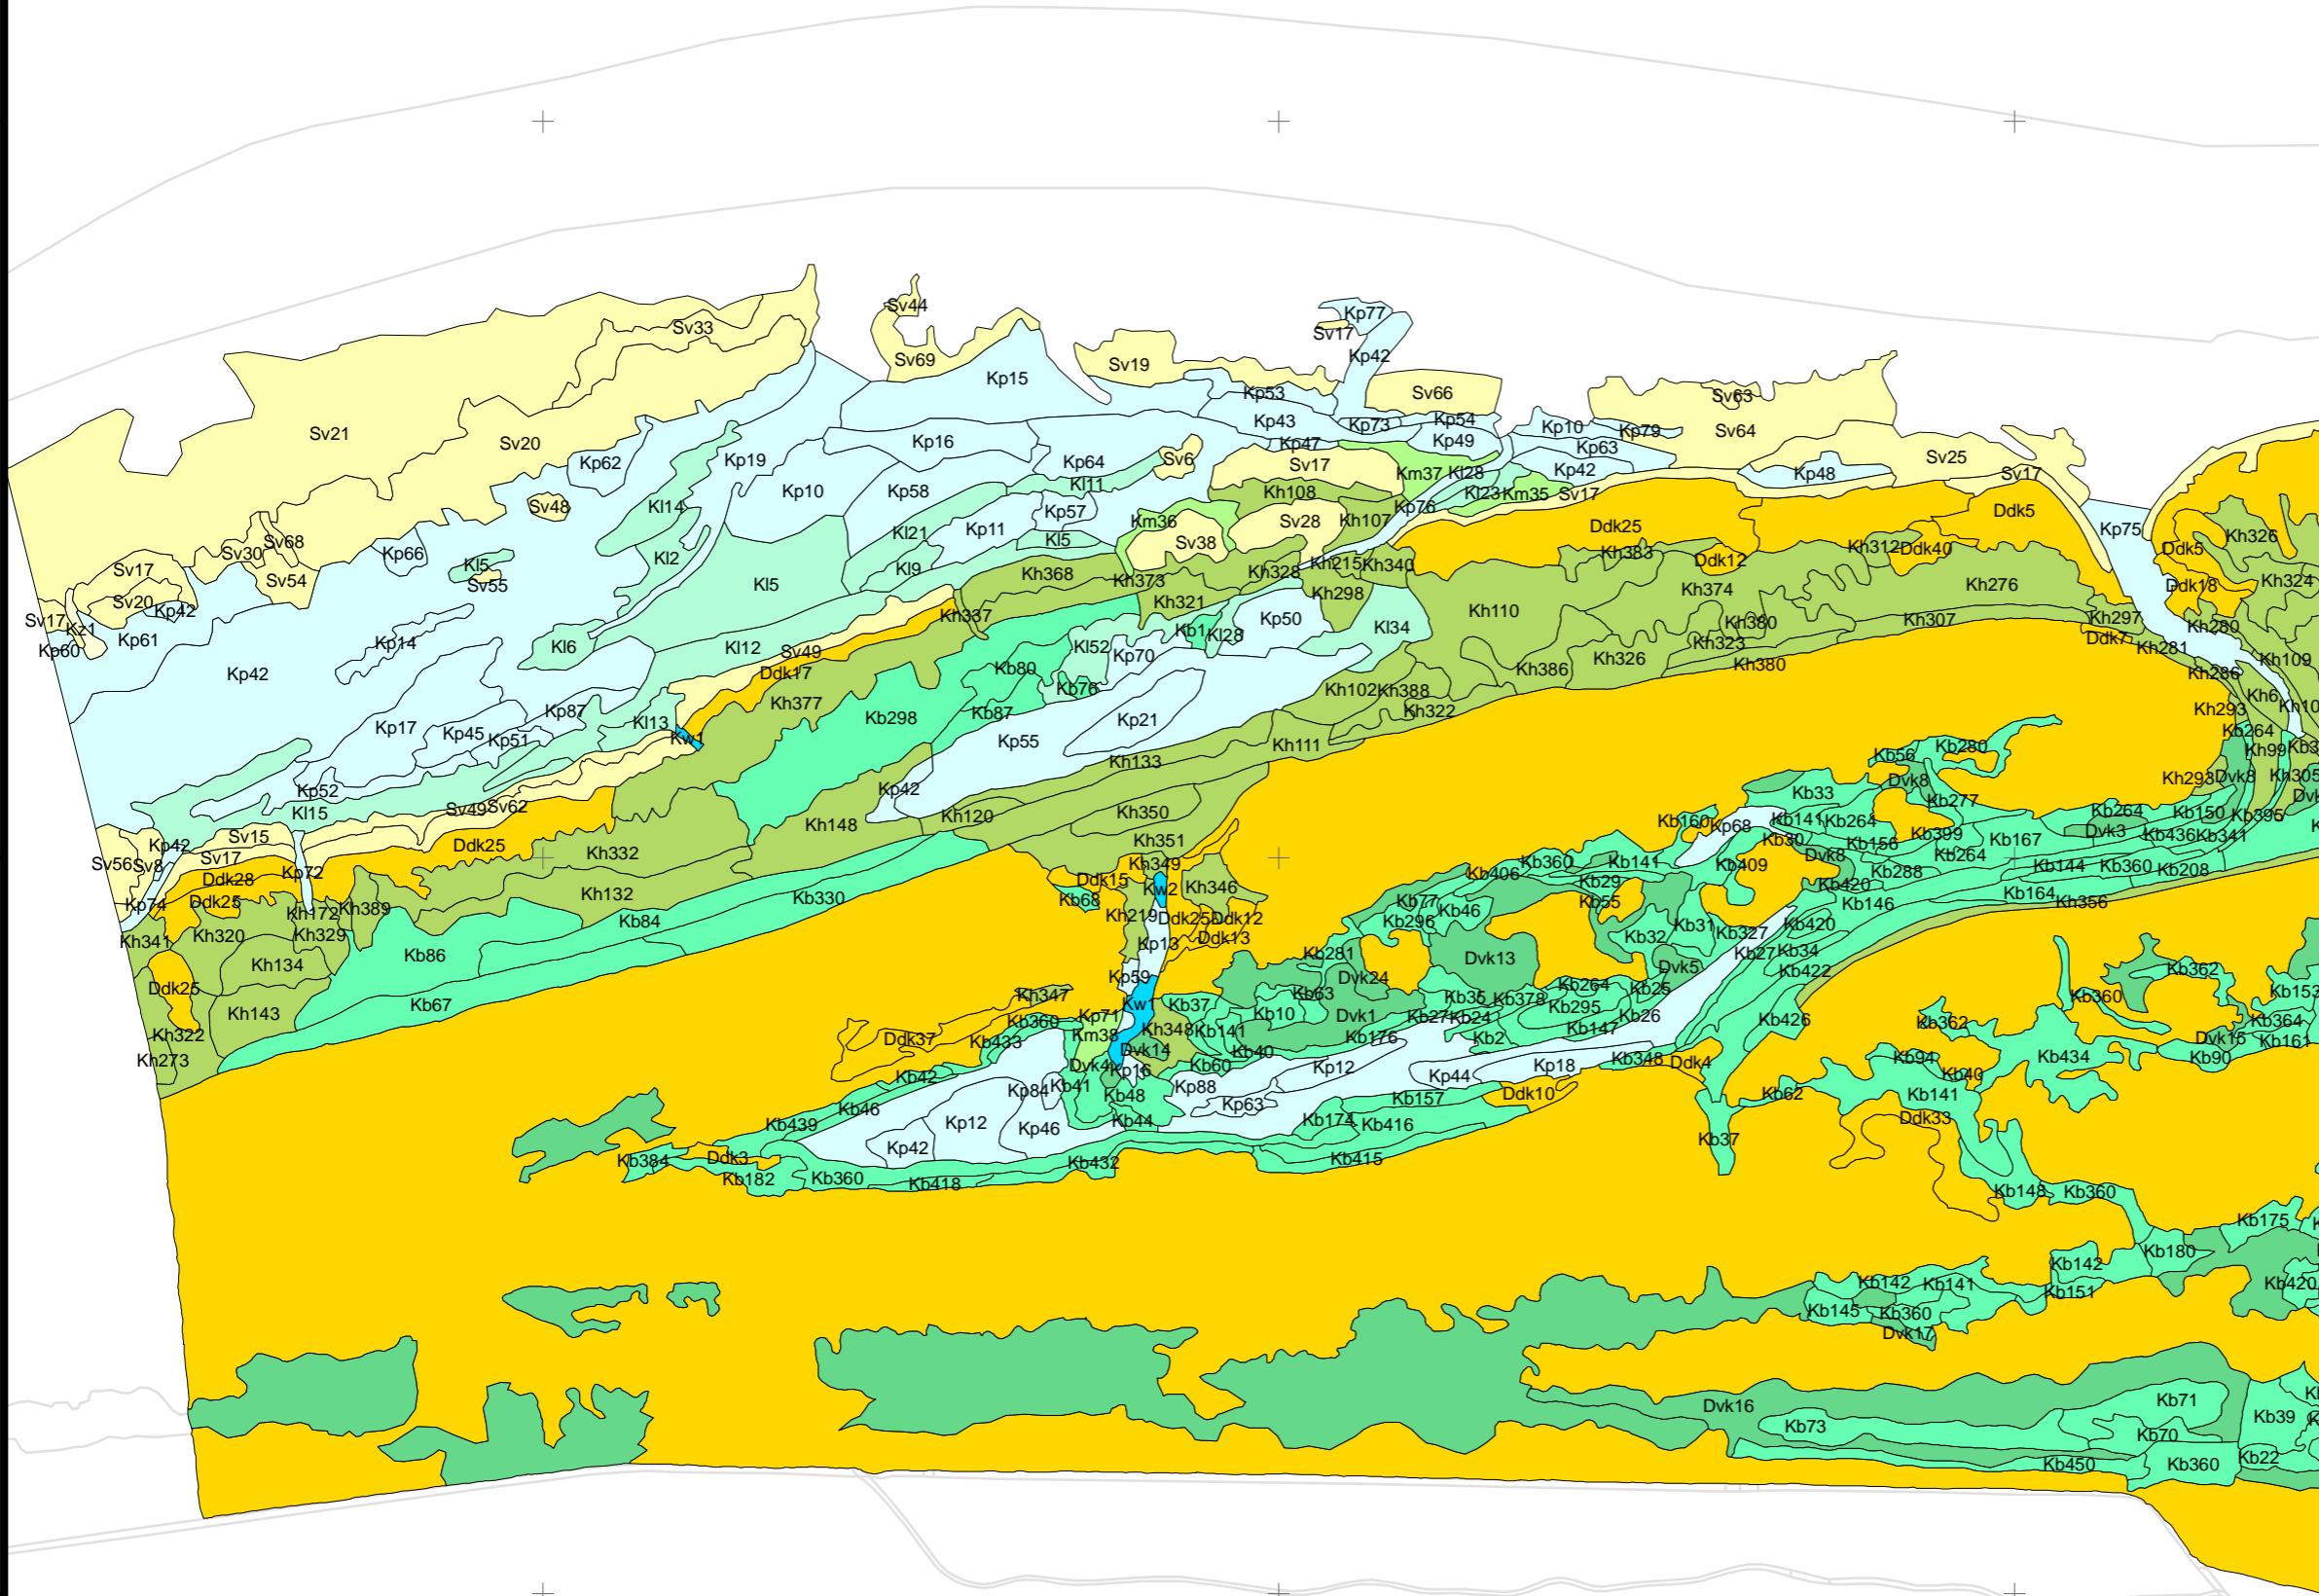 Sv44
Kp77
Sv33
Sv17
Sv69
Sv19
Kp42
Kp15
Kp53
Sv66
Sv63
Sv21
Sv20
Kp16
Kp43
Kp73
Kp54
Kp10
Kp79
Sv64
Kp62
Kp19
Kp47
Kp49
Kp63
Kp64
Sv6
Sv17
Km37
Kl28
Kp42
Kp48
Sv25
Sv17
Kp10
Kp58
Kl11
Kh108
Kl23
Km35
Sv17
Sv48
Kl14
Kp57
Km36
Sv28
Kh107
Kp76
Ddk25
Ddk5
Kp75
Kh326
Sv30
Sv68
Kp66
Kl21
Kp11
Kl5
Sv38
Kh383
Ddk12
Kh312
Ddk40
Ddk5
Sv17
Sv54
Kl5
Sv55
Kl2
Kl5
Kl9
Kh368
Kh373
Kh328
Kh215
Kh340
Kh374
Kh276
Ddk18
Kh324
Sv20
Kp42
Kh337
Kh321
Kh298
Kh110
Kh380
Kh307
Kh297
Kh280
Sv17
Kz1
Kp61
Kp60
Kp14
Kl6
Kl12
Sv49
Kl52
Kb1
Kl28
Kp50
Kl34
Kp70
Kh323
Ddk7
Kh281
Kp42
Ddk17
Kb80
Kb76
Kh386
Kh326
Kh380
Kh286
Kh109
Kh377
Kb298
Kb87
Kp21
Kh102
Kh388
Kh322
Kh6
Kp17
Kp45
Kp87
Kp51
Kl13
Kw1
Kp55
Kh111
Kh293
Kb264
Kh99
Kh133
Kb56
Kb280
Kp52
Kl15
Kp42
Dvk8
Kh293
Dvk8
Kh305
Sv49
Sv62
Kh148
Kh120
Kh350
Kb33
Kb277
Kb264
Kb150
Kb395
Kp42
Sv15
Kh351
Kb160
Kp68
Kb141
Kb264
Kb399
Kb167
Dvk3
Kb436
Kb341
Sv56
Sv8
Sv17
Ddk25
Kh332
Kh349
Kb30
Kb156
Kb264
Ddk28
Kp72
Ddk15
Kb406
Kb360
Kb141
Kb409
Dvk8
Kb288
Kb144
Kb360
Kb208
Kp74
Ddk25
Kh132
Kb330
Kb68
Kw2
Kh346
Kb29
Kb55
Kb420
Kb146
Kb164
Kh356
Kh172
Kh389
Kb84
Kh219
Ddk25
Ddk12
Kb77
Kb46
Kb296
Kb31
Kb420
Kh341
Kh320
Kh329
Kp13
Ddk13
Kb32
Kb327
Kh134
Kb86
Kb281
Dvk13
Kb27
Kb34
Kb422
Ddk25
Kp59
Dvk24
Dvk5
Kb362
Kh143
Kb67
Kh347
Kw1
Kb37
Kb63
Kb35
Kb378
Kb264
Kb25
Kb360
Kb153
Kh322
Kp71
Kb10
Dvk1
Kb295
Kb426
Kb362
Kb364
Kb360
Kh348
Kb141
Kb27
Kb24
Kb26
Dvk15
Kb161
Kh273
Ddk37
Kb433
Km38
Dvk14
Kb40
Kb176
Kb2
Kb147
Kb94
Kb434
Kb90
Kb42
Dvk4
Kp16
Kb60
Kp12
Kp44
Kp18
Kb348
Ddk4
Kb40
Kp84
Kb41
Kb48
Kp88
Kp63
Kb157
Ddk10
Kb62
Kb141
Kb46
Kb439
Kp12
Kp46
Kb44
Kb174
Kb416
Kb37
Ddk33
Kb384
Ddk3
Kp42
Kb432
Kb415
Kb182
Kb360
Kb418
Kb148
Kb360
Kb175
Kb142
Kb180
Kb142
Kb141
Kb151
Kb420
Kb145
Kb360
Dvk17
Dvk16
Kb71
Kb73
Kb70
Kb39
Kb450
Kb360
Kb22